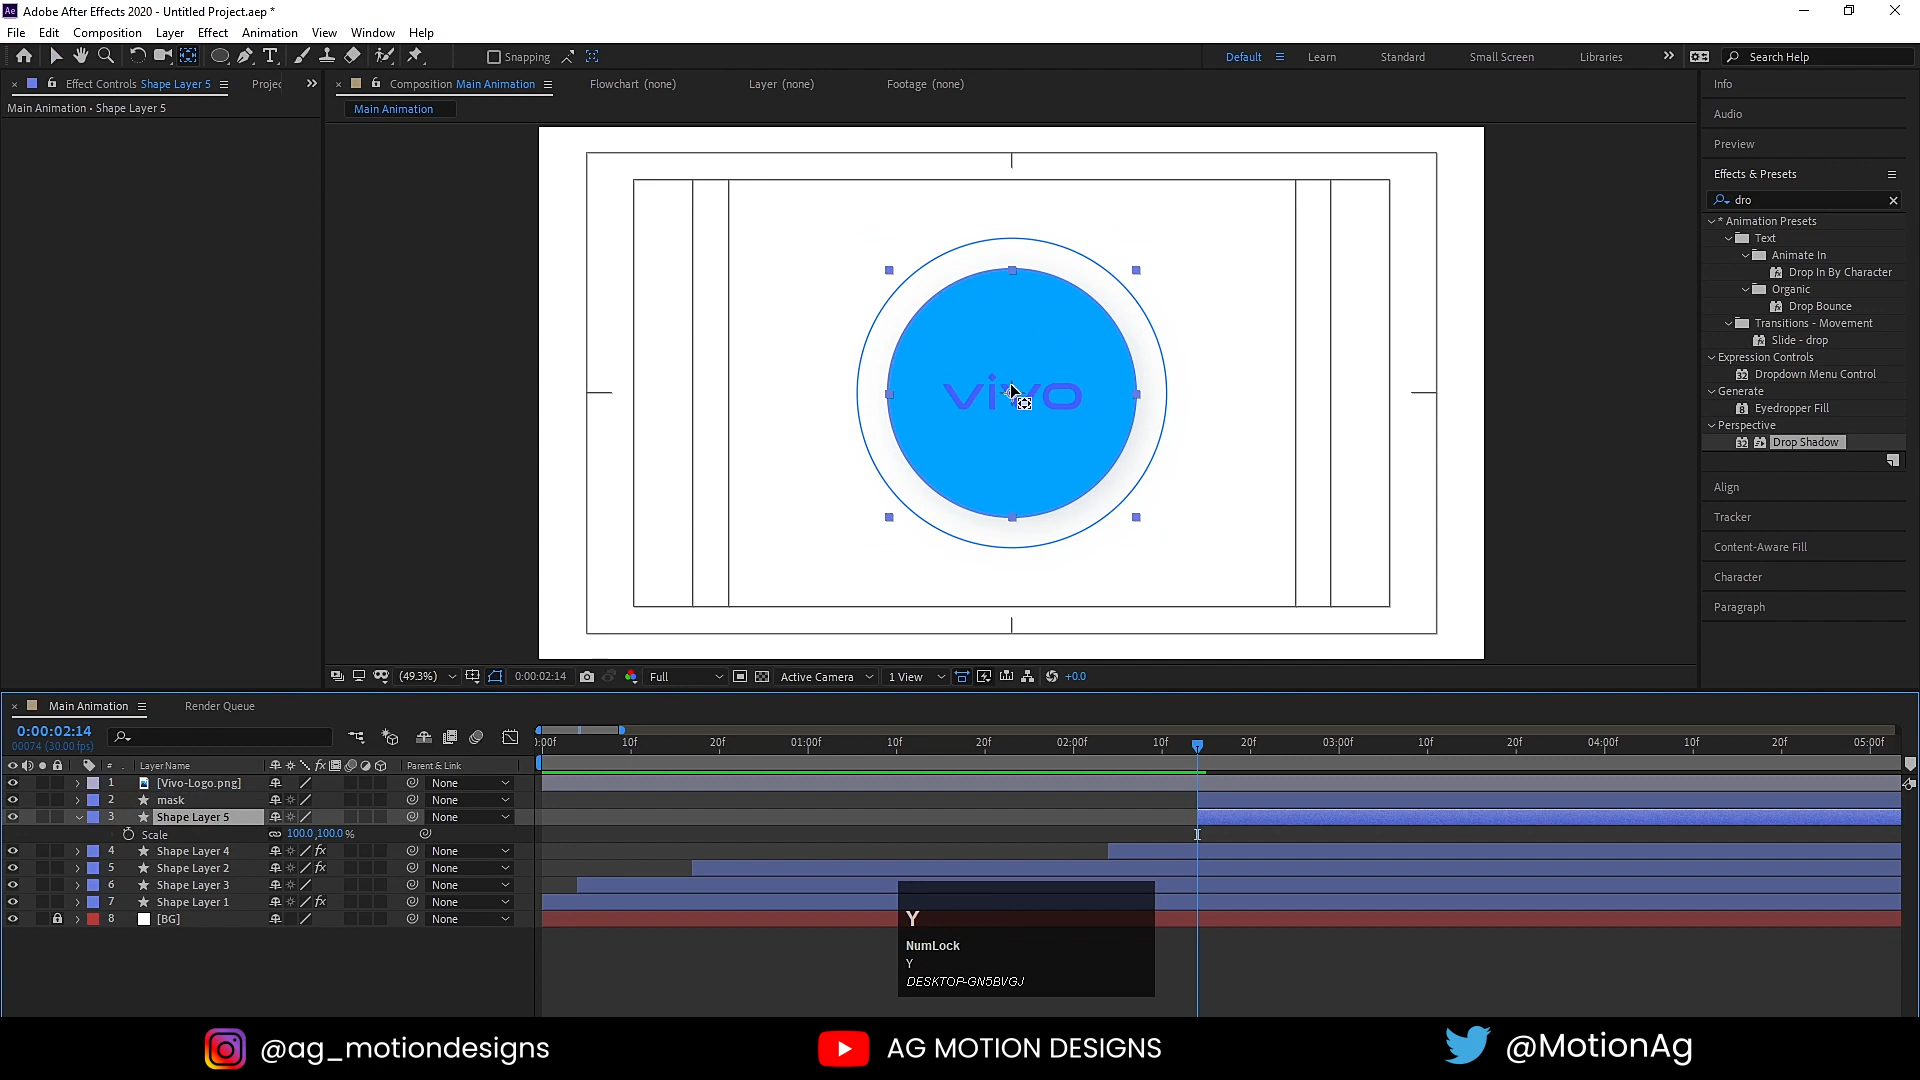 Adobe After Effects 2020 - Untitled Project.aep *
File Edit Composition Layer Effect Animation View Window Help
Snapping Default Learn Standard Small Screen Libraries Search Help
Effect Controls Shape Layer 5 Projec Composition Main Animation Flowchart (none) Layer (none) Footage (none) Info
Main Animation • Shape Layer 5
Main Animation
Audio
Preview
Effects & Presets
dro
* Animation Presets
Text
Animate In
Drop In By Character
Organic
Drop Bounce
Transitions - Movement
Slide - drop
Expression Controls
Dropdown Menu Control
Generate
Eyedropper Fill
Perspective
Drop Shadow
Align
Tracker
Content-Aware Fill
Character
Paragraph
vivo
(49.3%) 0:00:02:14 Full Active Camera 1 View +0.0
Main Animation Render Queue
0:00:02:14
00074 (30.00 fps)
:00f 10f 20f 01:00f 10f 20f 02:00f 10f 20f 03:00f 10f 20f 04:00f 10f 20f 05:00f
# Layer Name Parent & Link
1 [Vivo-Logo.png] None
2 mask None
3 Shape Layer 5 None
Scale 100.0,100.0%
4 Shape Layer 4 None
5 Shape Layer 2 None
6 Shape Layer 3 None
7 Shape Layer 1 None
8 [BG] None
Y
NumLock
Y
DESKTOP-GN5BVGJ
@ag_motiondesigns AG MOTION DESIGNS @MotionAg